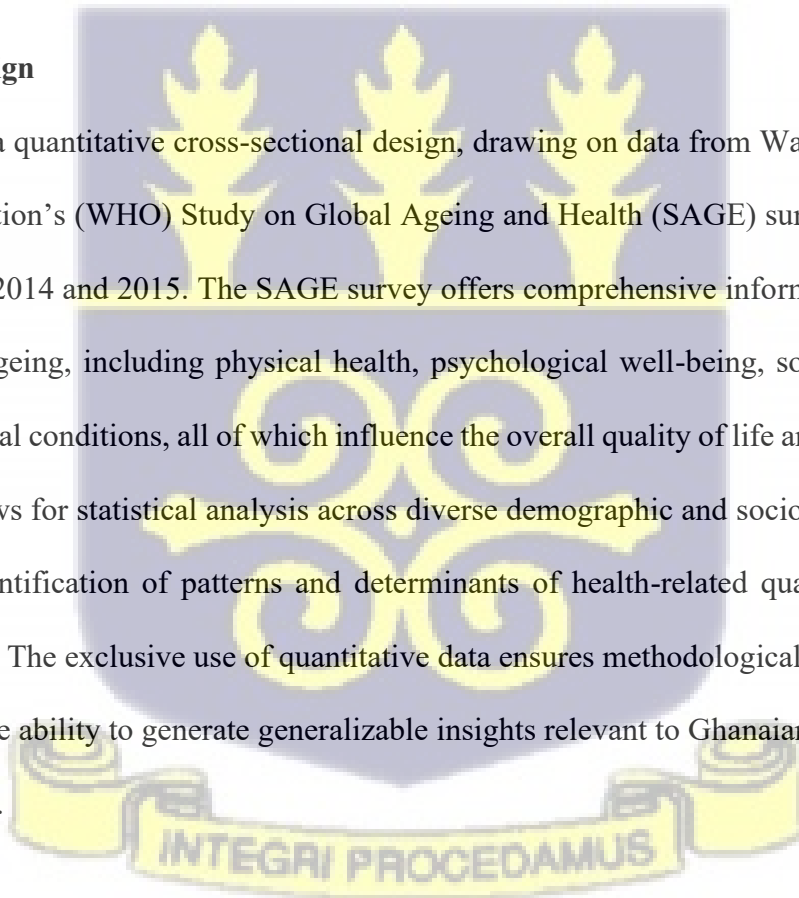 gn
a quantitative cross-sectional design, drawing on data from Wa
tion’s (WHO) Study on Global Ageing and Health (SAGE) sur
2014 and 2015. The SAGE survey offers comprehensive inforn
geing, including physical health, psychological well-being, so
al conditions, all of which influence the overall quality of life a
vs for statistical analysis across diverse demographic and socio
ntification of patterns and determinants of health-related qua
. The exclusive use of quantitative data ensures methodological
e ability to generate generalizable insights relevant to Ghanaian
.
INTEGRI PROCEDAMUS